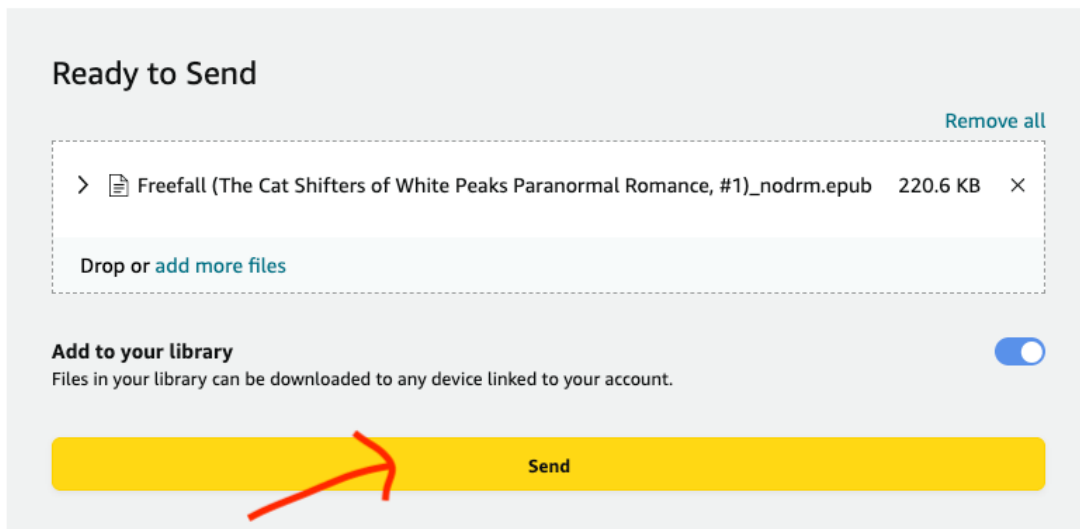 Ready to Send
Remove all
Freefall (The Cat Shifters of White Peaks Paranormal Romance, #1)_nodrm.epub 220.6 KB
Drop or add more files
Add to your library
Files in your library can be downloaded to any device linked to your account.
Send